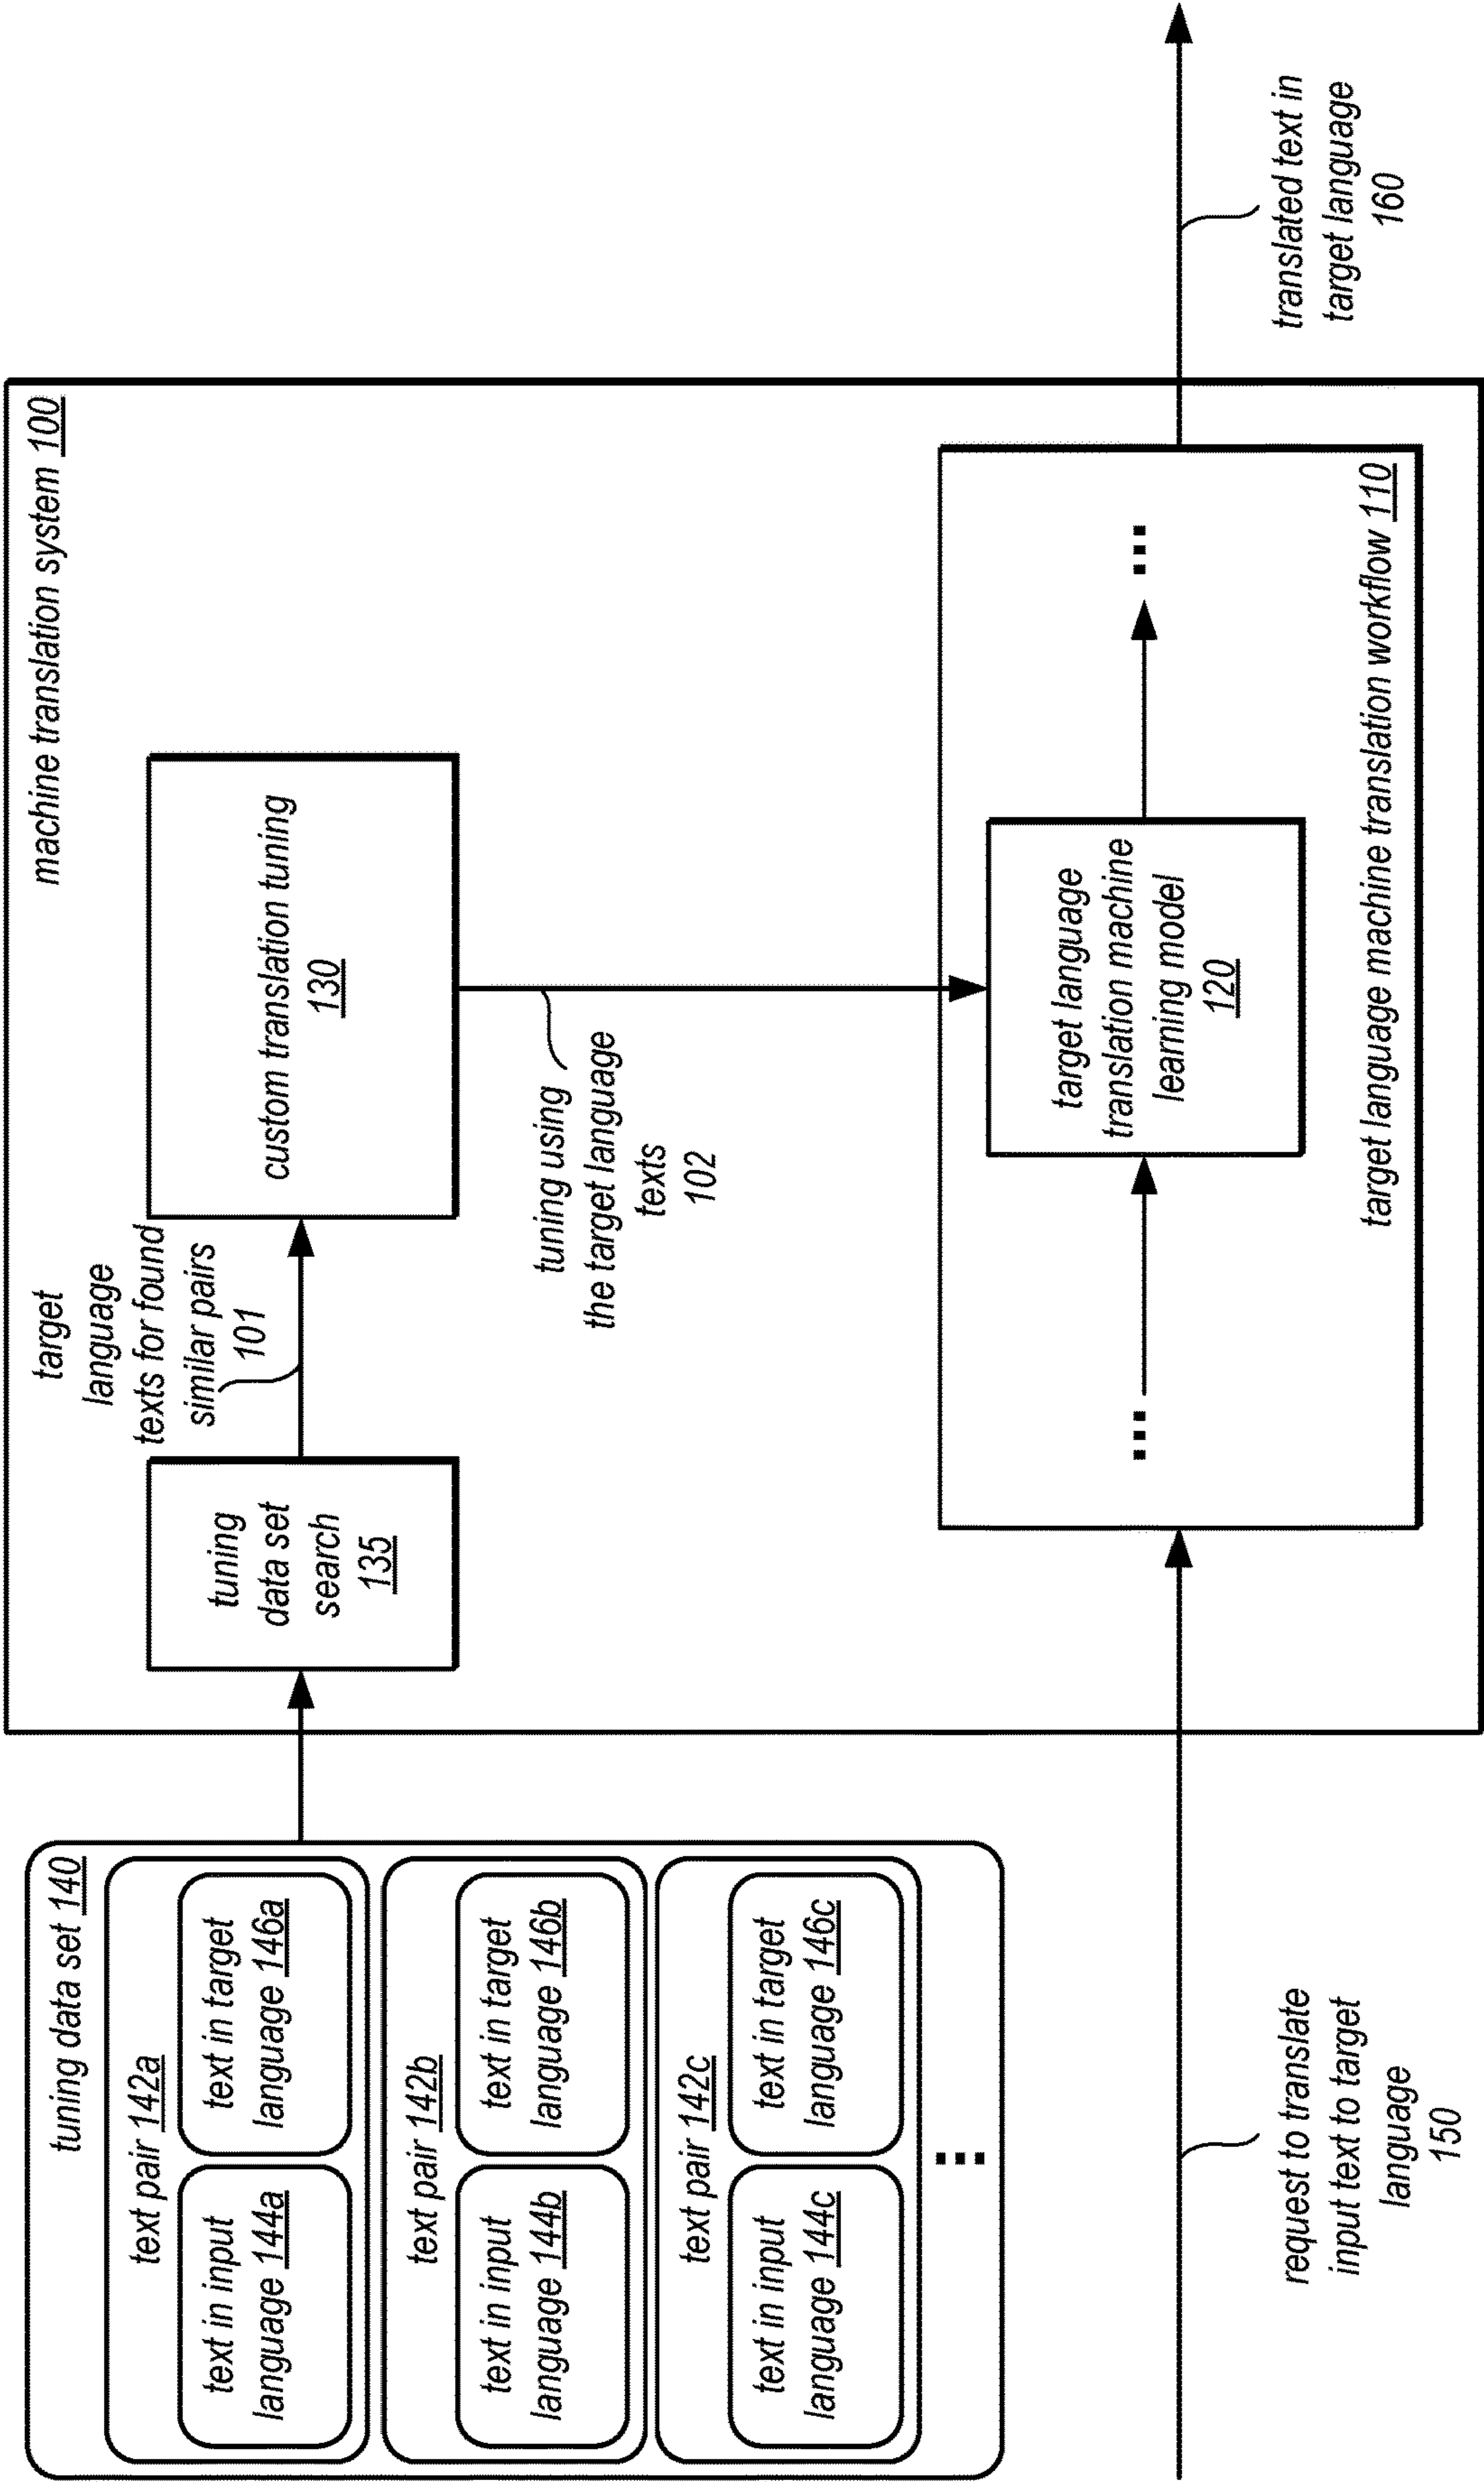 tuning data set 140
text pair 142a
text in input
language 144a
text in target
language 146a
text pair 142b
text in input
language 144b
text in target
language 146b
text pair 142c
text in input
language 144c
text in target
language 146c
machine translation system 100
tuning
data set
search
135
target
language
texts for found
similar pairs
101
custom translation tuning
130
tuning using
the target language
texts
102
target language
translation machine
learning model
120
target language machine translation workflow 110
request to translate
input text to target
language
150
translated text in
target language
160